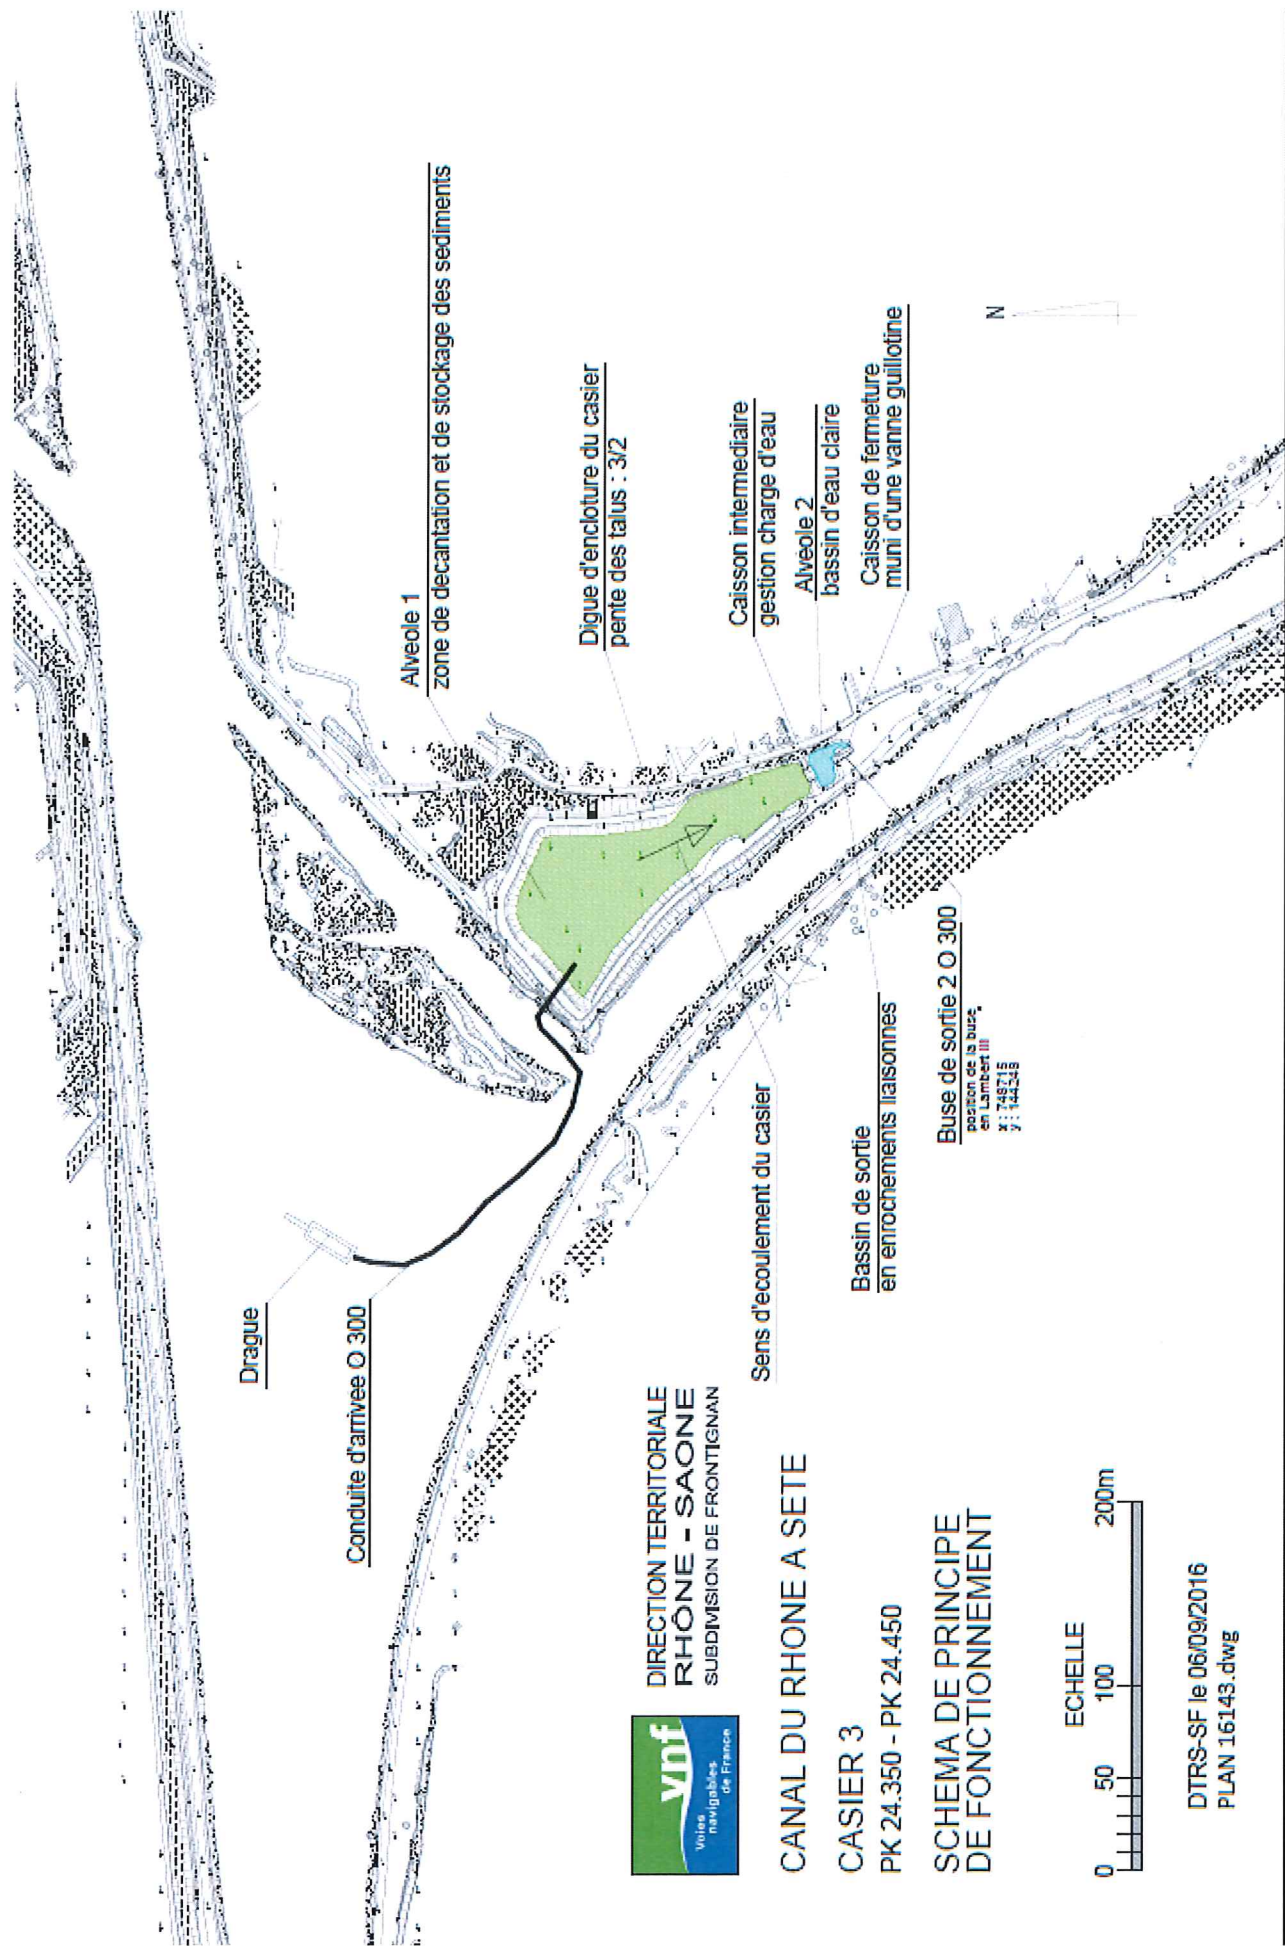 Alveole 1
zone de decantation et de stockage des sediments
Digue d'encloture du casier
pente des talus : 3/2
Caisson intermediaire
gestion charge d'eau
Alveole 2
bassin d'eau claire
Caisson de fermeture
muni d'une vanne guillotine
N
Drague
Conduite d'arrivee O 300
Sens d'ecoulement du casier
Bassin de sortie
en enrochements liaisonnes
Buse de sortie 2 O 300
position de la buse
en Lambert III
vnf
Voies
navigables
de France
DIRECTION TERRITORIALE
RHÔNE - SAONE
SUBDIVISION DE FRONTIGNAN
CANAL DU RHONE A SETE
CASIER 3
PK 24.350 - PK 24.450
SCHEMA DE PRINCIPE
DE FONCTIONNEMENT
ECHELLE
0 50 100 200m
DTRS-SF le 06/09/2016
PLAN 16143.dwg